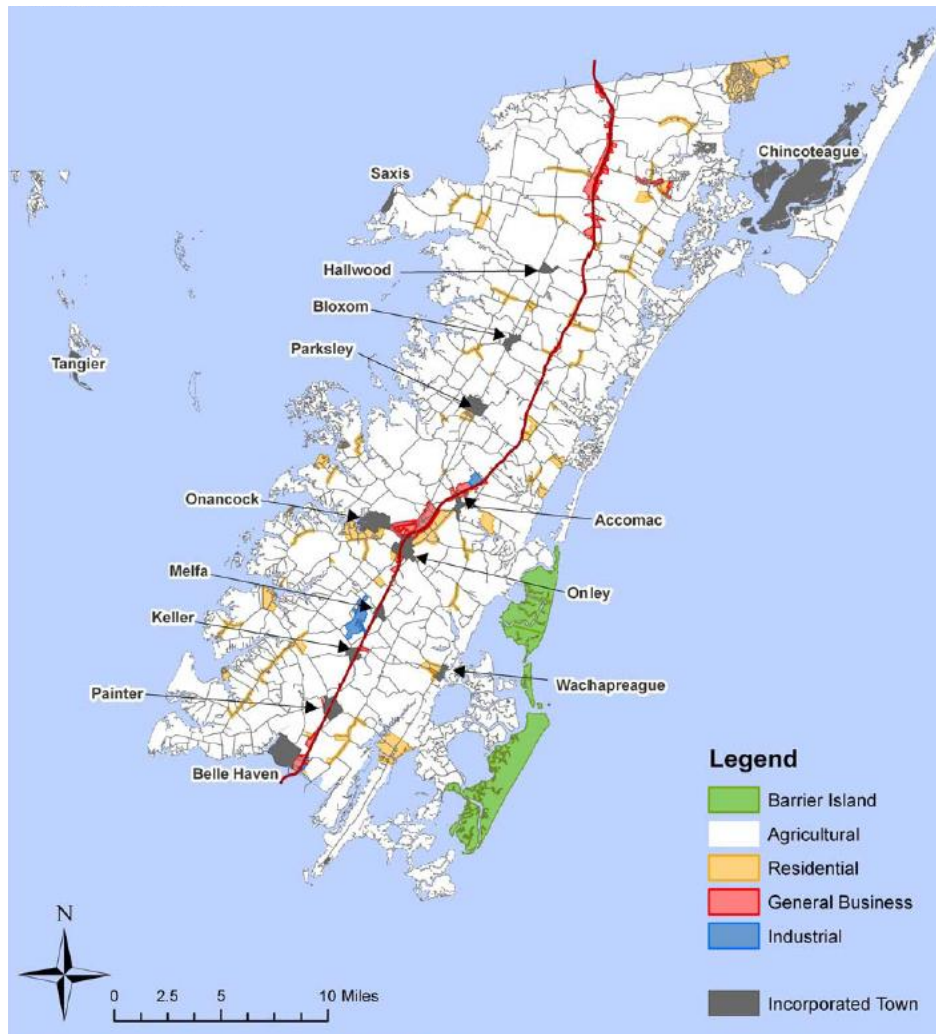 Chincoteague
Saxis
Hallwood
Bloxom
Parksley
Tangier
Onancock
Accomac
Melfa
Onley
Keller
Wachapreague
Painter
Belle Haven
Legend
Barrier Island
Agricultural
Residential
General Business
Industrial
Incorporated Town
N
0 2.5 5 10 Miles